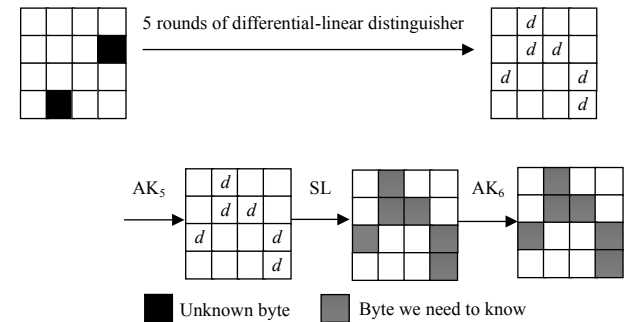 5 rounds of differential-linear distinguisher
d
d d
d d
d
AK5 SL AK6
d
d d
d d
d
Unknown byte Byte we need to know